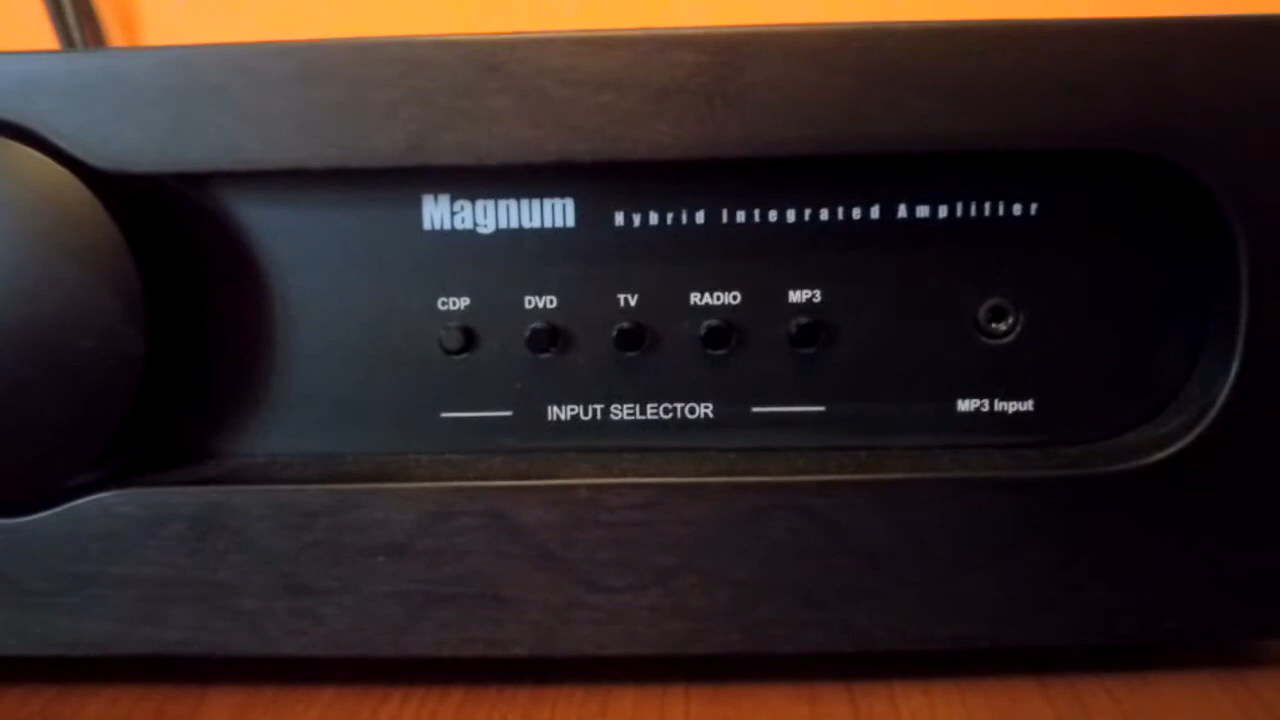 Magnum Hybrid Integrated Amplifier
CDP DVD TV RADIO MP3
INPUT SELECTOR
MP3 Input